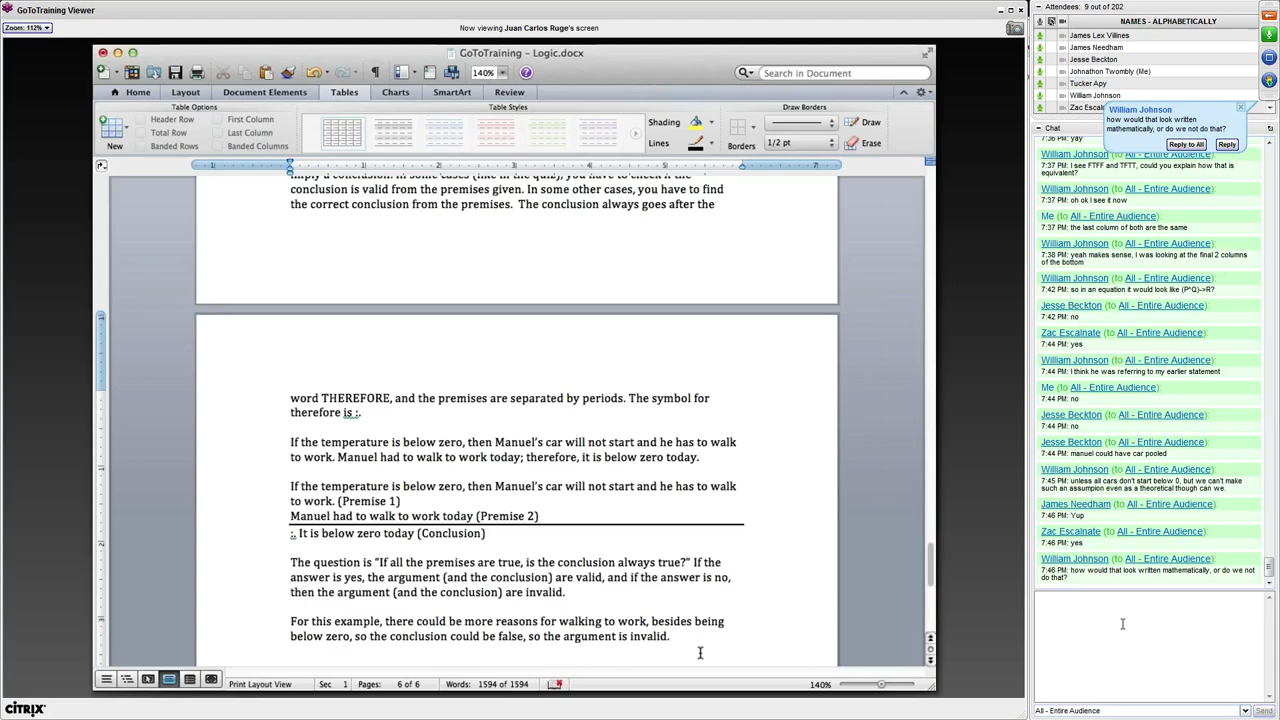 GoToTraining Viewer
Zoom: 112%
Now viewing Juan Carlos Ruge's screen
GoToTraining - Logic.docx
140%
Search in Document
Home Layout Document Elements Tables Charts SmartArt Review
Table Options Table Styles Draw Borders
New
Header Row First Column
Total Row Last Column
Banded Rows Banded Columns
Shading
Lines
Borders
1/2 pt
Draw
Erase
conclusion is valid from the premises given. In some other cases, you have to find
the correct conclusion from the premises. The conclusion always goes after the
word THEREFORE, and the premises are separated by periods. The symbol for
therefore is :.
If the temperature is below zero, then Manuel's car will not start and he has to walk
to work. Manuel had to walk to work today; therefore, it is below zero today.
If the temperature is below zero, then Manuel's car will not start and he has to walk
to work. (Premise 1)
Manuel had to walk to work today (Premise 2)
:. It is below zero today (Conclusion)
The question is "If all the premises are true, is the conclusion always true?" If the
answer is yes, the argument (and the conclusion) are valid, and if the answer is no,
then the argument (and the conclusion) are invalid.
For this example, there could be more reasons for walking to work, besides being
below zero, so the conclusion could be false, so the argument is invalid.
Print Layout View Sec 1 Pages: 6 of 6 Words: 1594 of 1594 140%
CITRIX
Attendees: 9 out of 202
NAMES - ALPHABETICALLY
James Lex Villines
James Needham
Jesse Beckton
Johnathon Twombly (Me)
Tucker Apy
William Johnson
Zac Escal
William Johnson
how would that look written
mathematically, or do we not do that?
Reply to All Reply
Chat
7:36 PM: yay
William Johnson (to All - Entire Audience):
7:37 PM: I see FTFF and TFTT, could you explain how that is
equivalent?
William Johnson (to All - Entire Audience):
7:37 PM: oh ok I see it now
Me (to All - Entire Audience):
7:37 PM: the last column of both are the same
William Johnson (to All - Entire Audience):
7:38 PM: yeah makes sense, I was looking at the final 2 columns
of the bottom
William Johnson (to All - Entire Audience):
7:42 PM: so in an equation it would look like (P^Q)->R?
Jesse Beckton (to All - Entire Audience):
7:42 PM: no
Zac Escalnate (to All - Entire Audience):
7:44 PM: yes
William Johnson (to All - Entire Audience):
7:44 PM: I think he was referring to my earlier statement
Me (to All - Entire Audience):
7:44 PM: no
Jesse Beckton (to All - Entire Audience):
7:44 PM: no
Jesse Beckton (to All - Entire Audience):
7:44 PM: manuel could have car pooled
William Johnson (to All - Entire Audience):
7:45 PM: unless all cars don't start below 0, but we can't make
such an assumption even as a theoretical though can we.
James Needham (to All - Entire Audience):
7:46 PM: Yup
Zac Escalnate (to All - Entire Audience):
7:46 PM: yes
William Johnson (to All - Entire Audience):
7:46 PM: how would that look written mathematically, or do we not
do that?
All - Entire Audience
Send